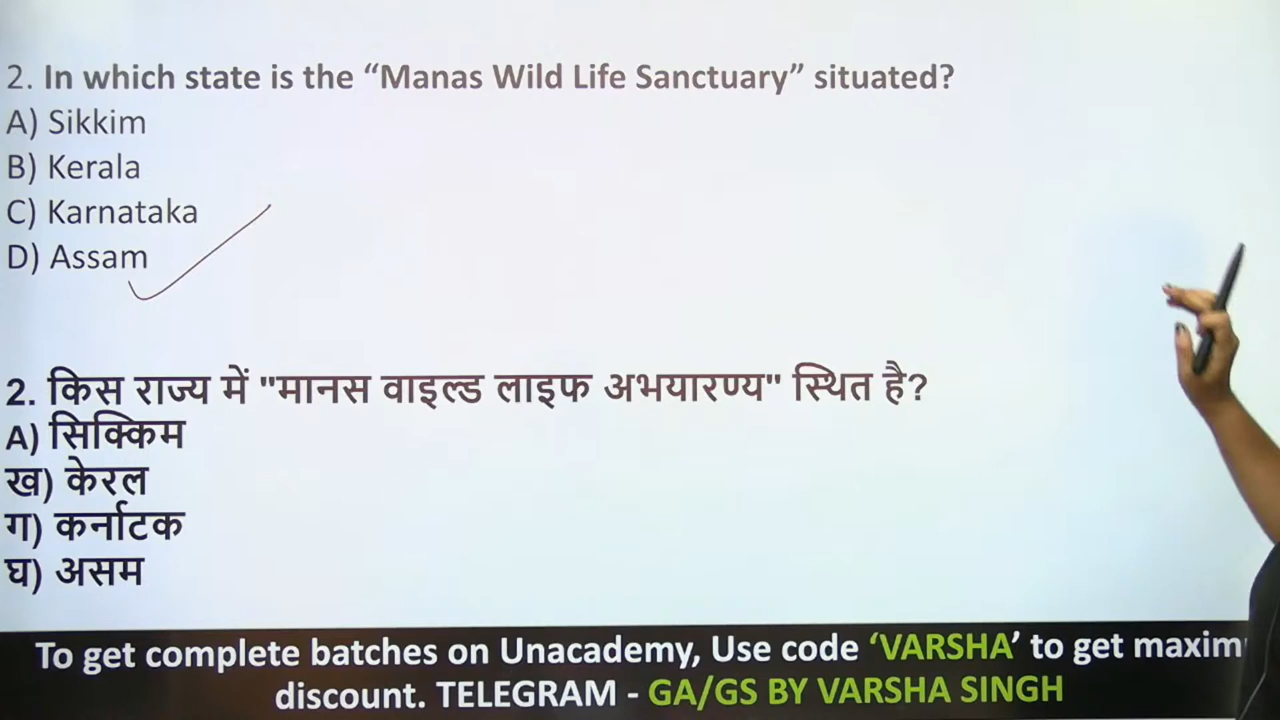 2. In which state is the “Manas Wild Life Sanctuary” situated?
A) Sikkim
B) Kerala
C) Karnataka
D) Assam
2. किस राज्य में "मानस वाइल्ड लाइफ अभयारण्य" स्थित है?
A) सिक्किम
ख) केरल
ग) कर्नाटक
घ) असम
To get complete batches on Unacademy, Use code ‘VARSHA’ to get maxim
discount. TELEGRAM - GA/GS BY VARSHA SINGH